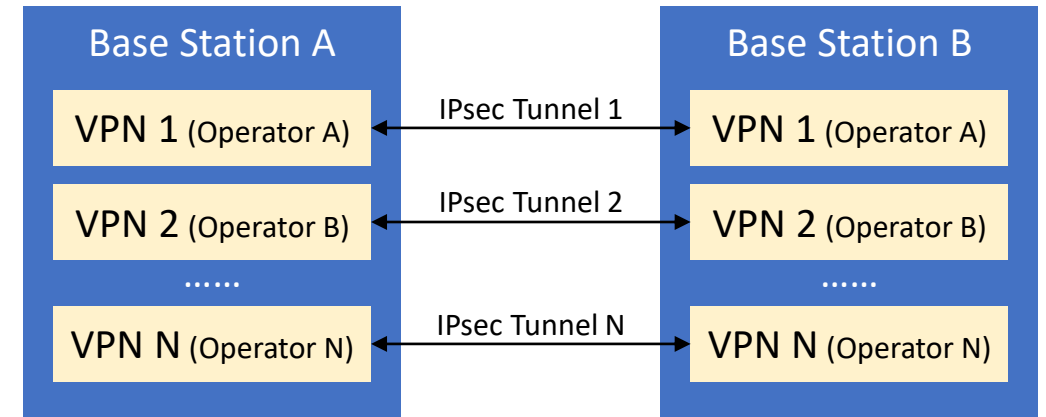 Base Station A
Base Station B
VPN 1 (Operator A)
IPsec Tunnel 1
VPN 1 (Operator A)
VPN 2 (Operator B)
IPsec Tunnel 2
VPN 2 (Operator B)
......
......
VPN N (Operator N)
IPsec Tunnel N
VPN N (Operator N)